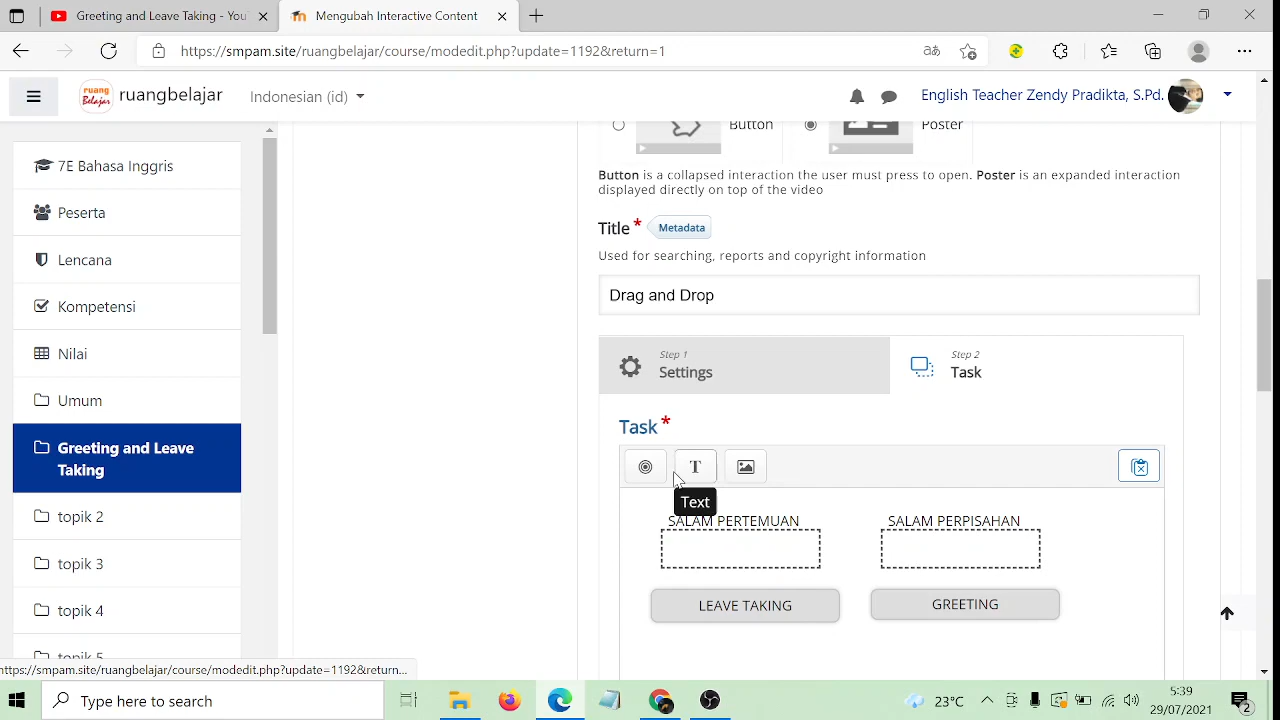 Greeting and Leave Taking - You
Mengubah Interactive Content
https://smpam.site/ruangbelajar/course/modedit.php?update=1192&return=1
ruang Belajar
ruangbelajar
Indonesian (id)
English Teacher Zendy Pradikta, S.Pd.
7E Bahasa Inggris
Peserta
Lencana
Kompetensi
Nilai
Umum
Greeting and Leave
Taking
topik 2
topik 3
topik 4
topik 5
Button
Poster
Button is a collapsed interaction the user must press to open. Poster is an expanded interaction
displayed directly on top of the video
Title *
Metadata
Used for searching, reports and copyright information
Drag and Drop
Step 1
Settings
Step 2
Task
Task *
T
Text
SALAM PERTEMUAN
SALAM PERPISAHAN
LEAVE TAKING
GREETING
https://smpam.site/ruangbelajar/course/modedit.php?update=1192&return...
Type here to search
23°C
5:39
29/07/2021
2